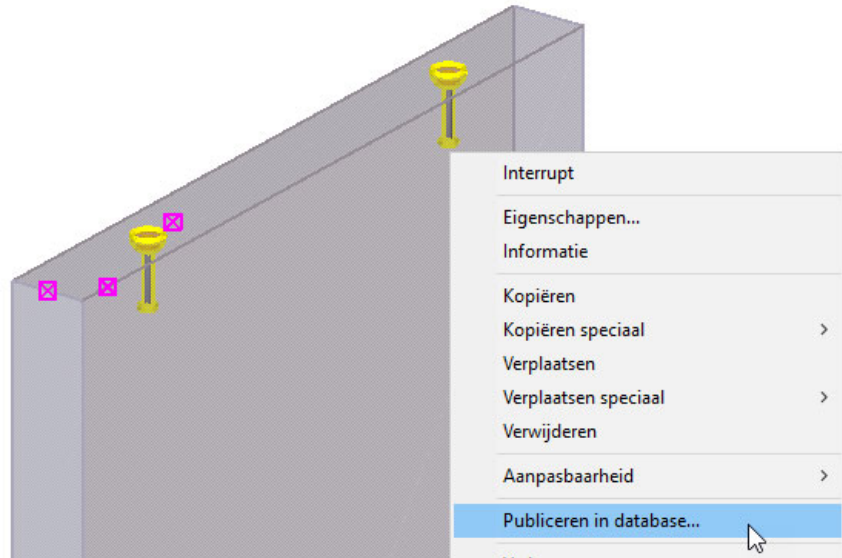 Interrupt
Eigenschappen...
Informatie
Kopiëren
Kopiëren speciaal
Verplaatsen
Verplaatsen speciaal
Verwijderen
Aanpasbaarheid
Publiceren in database...